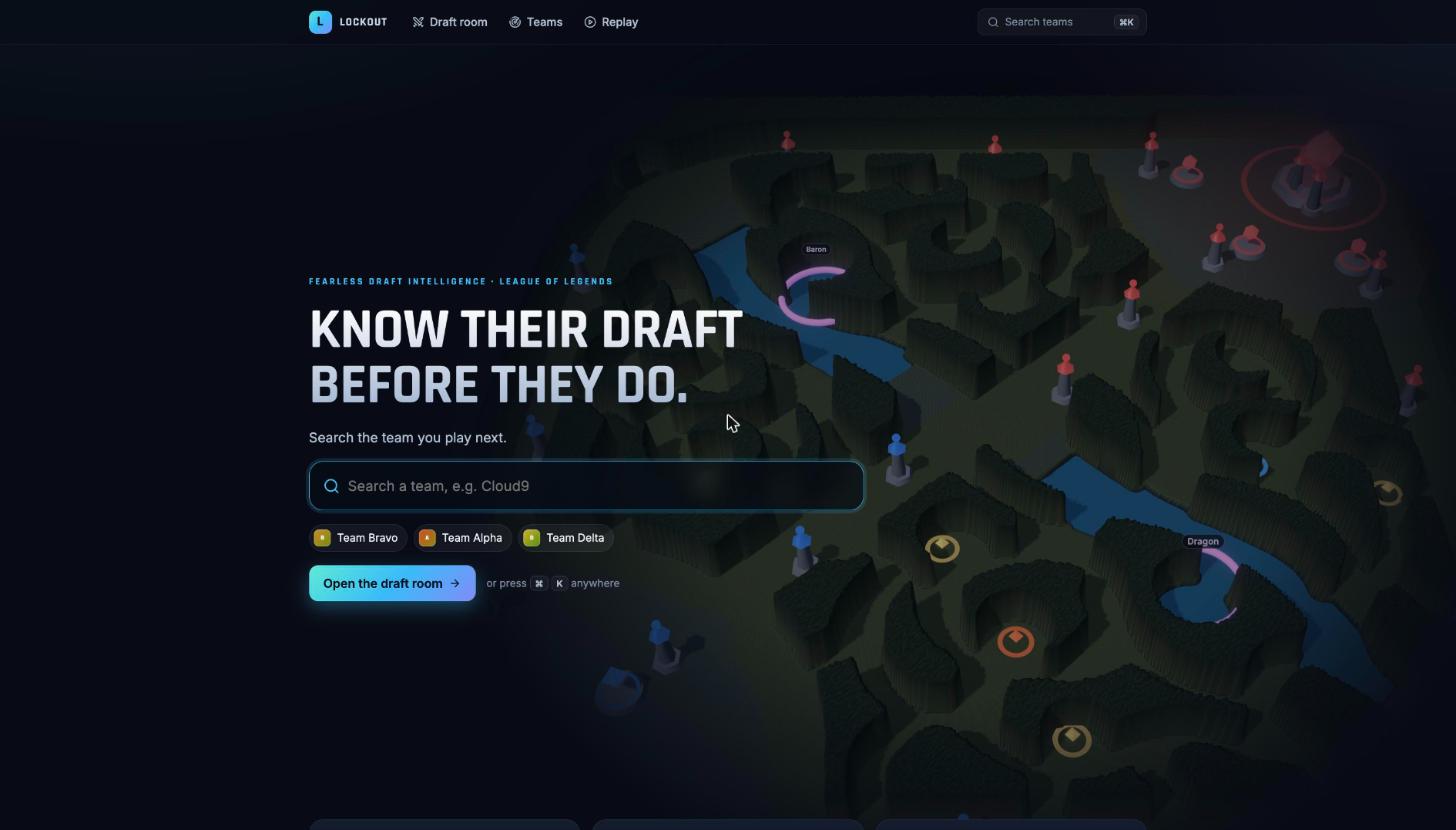 L LOCKOUT Draft room Teams Replay Search teams ⌘K
Baron
FEARLESS DRAFT INTELLIGENCE · LEAGUE OF LEGENDS
KNOW THEIR DRAFT
BEFORE THEY DO.
Search the team you play next.
Search a team, e.g. Cloud9
B Team Bravo A Team Alpha D Team Delta
Dragon
Open the draft room → or press ⌘ K anywhere